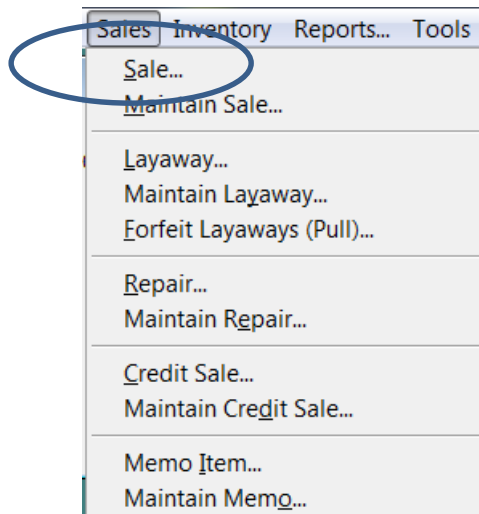 Sales Inventory Reports... Tools
Sale...
Maintain Sale...
Layaway...
Maintain Layaway...
Forfeit Layaways (Pull)...
Repair...
Maintain Repair...
Credit Sale...
Maintain Credit Sale...
Memo Item...
Maintain Memo...